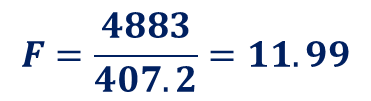 F = 4883 / 407.2 = 11.99